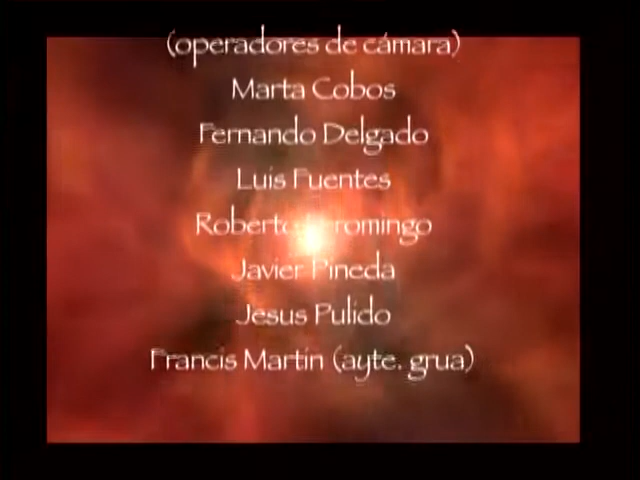 (operadores de cámara)
Marta Cobos
Fernando Delgado
Luis Fuentes
Roberto
Javier Pineda
Jesus Pulido
Francis Martin (ayte. grua)